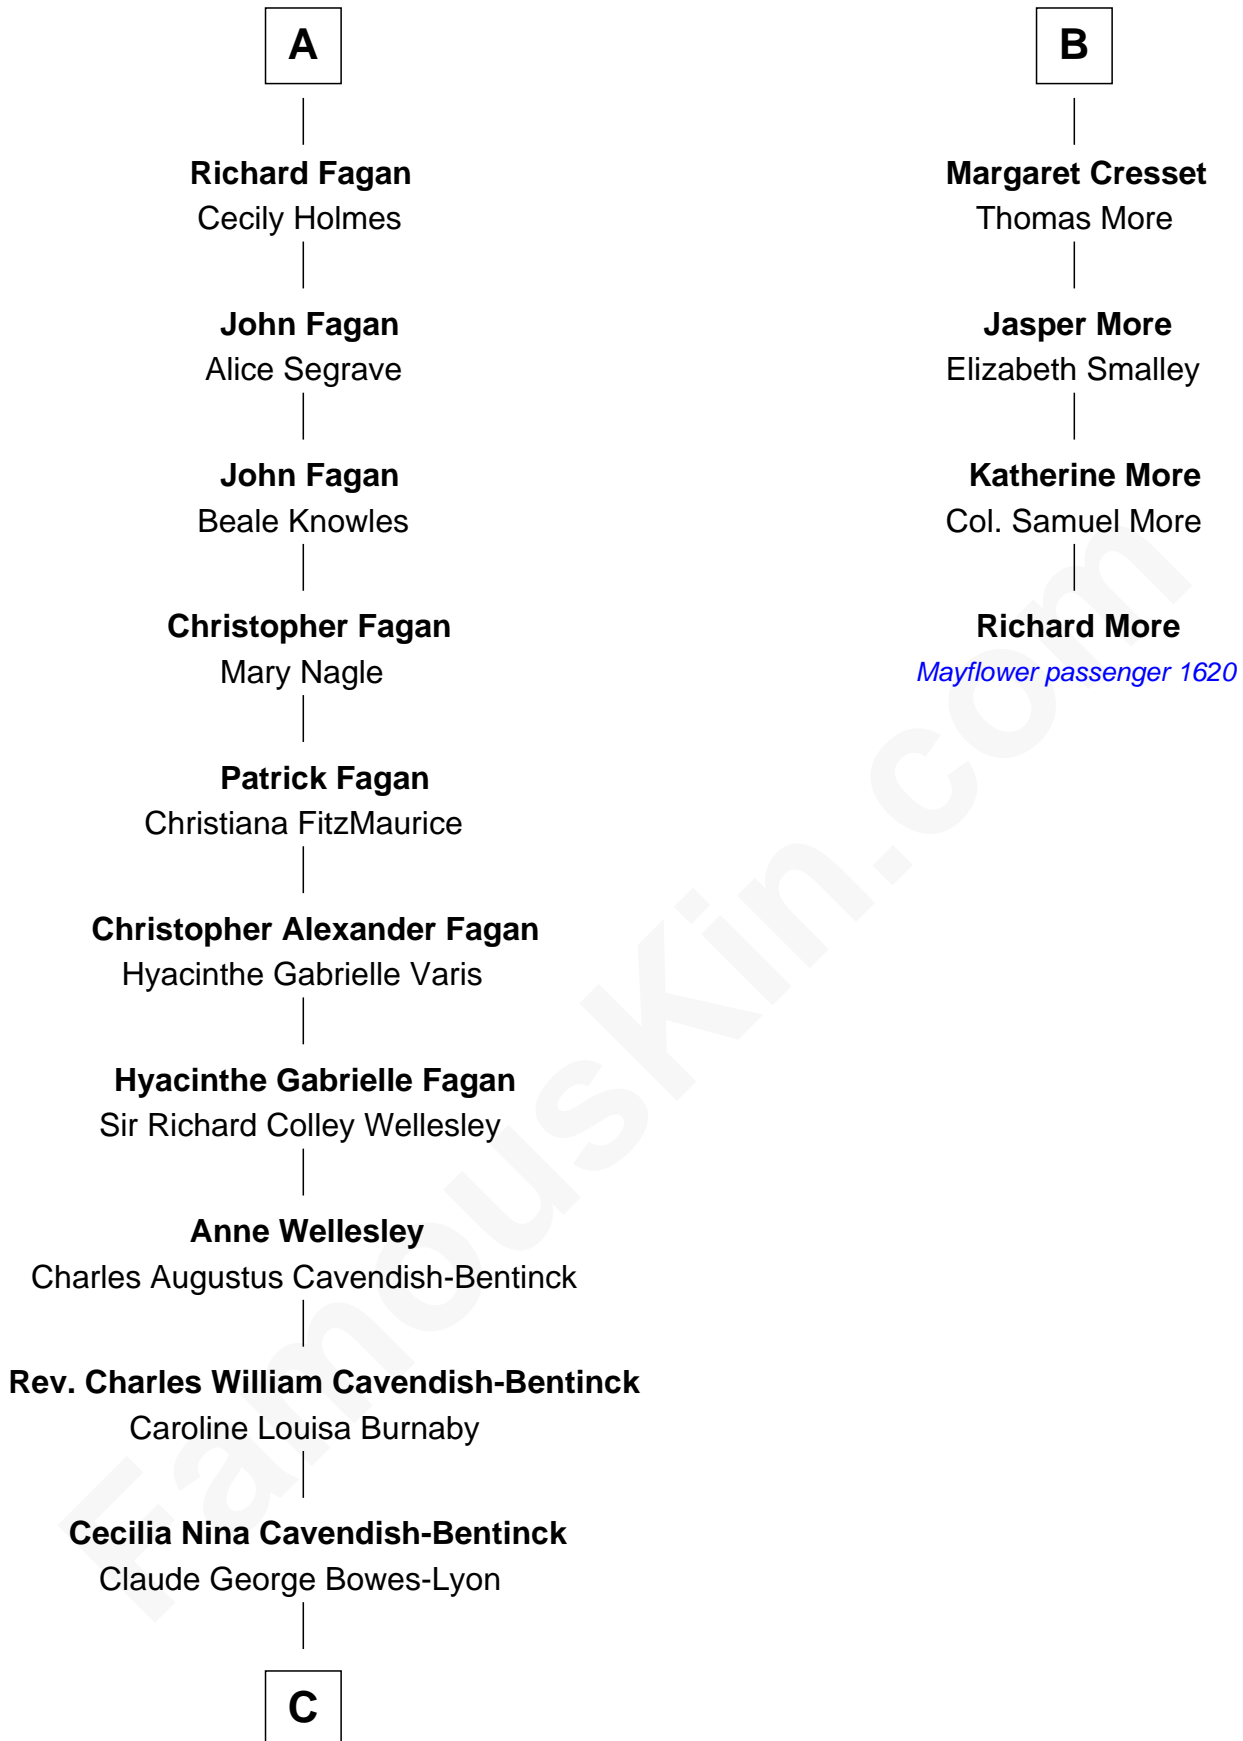 A
Richard Fagan
Cecily Holmes
John Fagan
Alice Segrave
John Fagan
Beale Knowles
Christopher Fagan
Mary Nagle
Patrick Fagan
Christiana FitzMaurice
Christopher Alexander Fagan
Hyacinthe Gabrielle Varis
Hyacinthe Gabrielle Fagan
Sir Richard Colley Wellesley
Anne Wellesley
Charles Augustus Cavendish-Bentinck
Rev. Charles William Cavendish-Bentinck
Caroline Louisa Burnaby
Cecilia Nina Cavendish-Bentinck
Claude George Bowes-Lyon
C
B
Margaret Cresset
Thomas More
Jasper More
Elizabeth Smalley
Katherine More
Col. Samuel More
Richard More
Mayflower passenger 1620
FamousKin.com